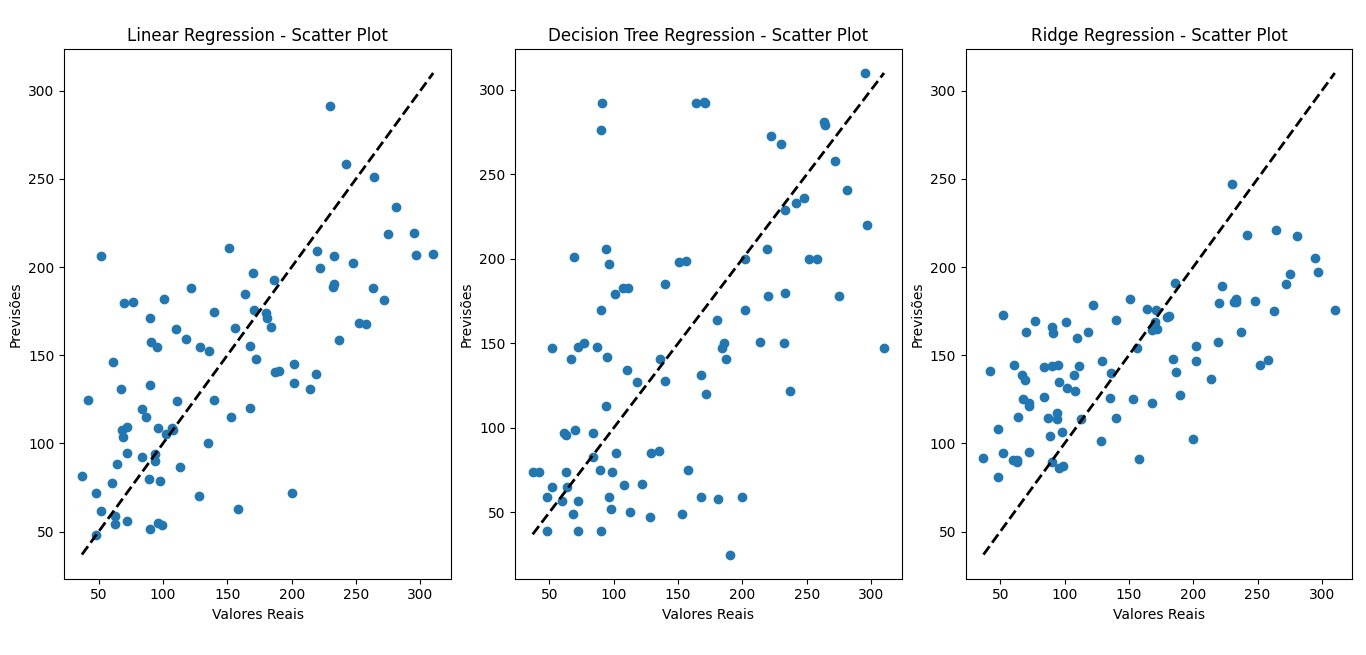 Linear Regression - Scatter Plot
Previsões
300
250
200
150
100
50
50 100 150 200 250 300
Valores Reais
Decision Tree Regression - Scatter Plot
Previsões
300
250
200
150
100
50
50 100 150 200 250 300
Valores Reais
Ridge Regression - Scatter Plot
Previsões
300
250
200
150
100
50
50 100 150 200 250 300
Valores Reais